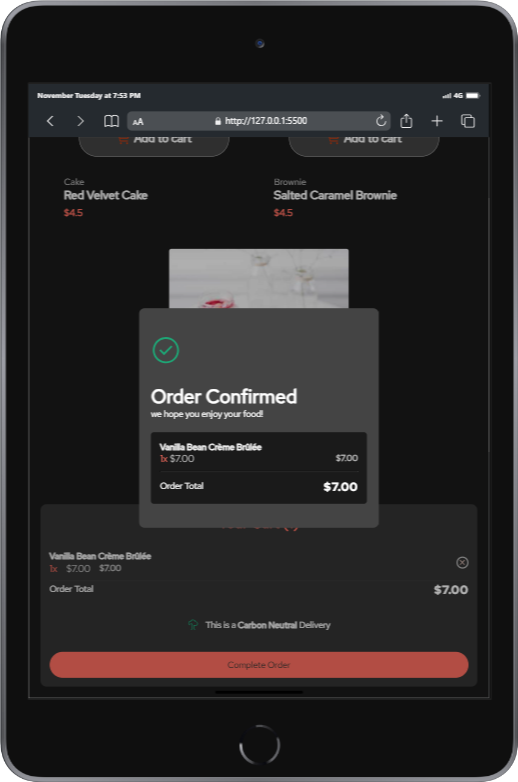 November Tuesday at 7:53 PM
4G
AA
http://127.0.0.1:5500
Add to cart
Add to cart
Cake
Red Velvet Cake
$4.5
Brownie
Salted Caramel Brownie
$4.5
Order Confirmed
we hope you enjoy your food!
Vanilla Bean Crème Brûlée
1x $7.00
$7.00
Order Total
$7.00
Vanilla Bean Crème Brûlée
1x $7.00 $7.00
Order Total
$7.00
This is a Carbon Neutral Delivery
Complete Order